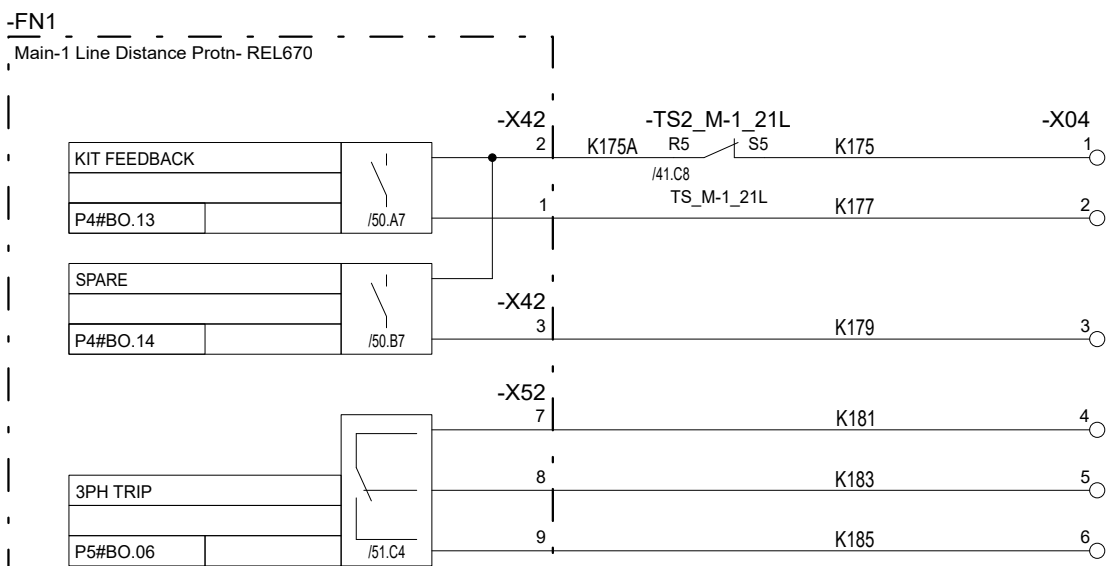 -FN1
Main-1 Line Distance Protn- REL670
-X42 -TS2_M-1_21L -X04
2 K175A R5 S5 K175 1
KIT FEEDBACK
/41.C8
TS_M-1_21L
1 K177 2
P4#BO.13 /50.A7
SPARE
-X42
3 K179 3
P4#BO.14 /50.B7
-X52
7 K181 4
8 K183 5
3PH TRIP
9 K185 6
P5#BO.06 /51.C4